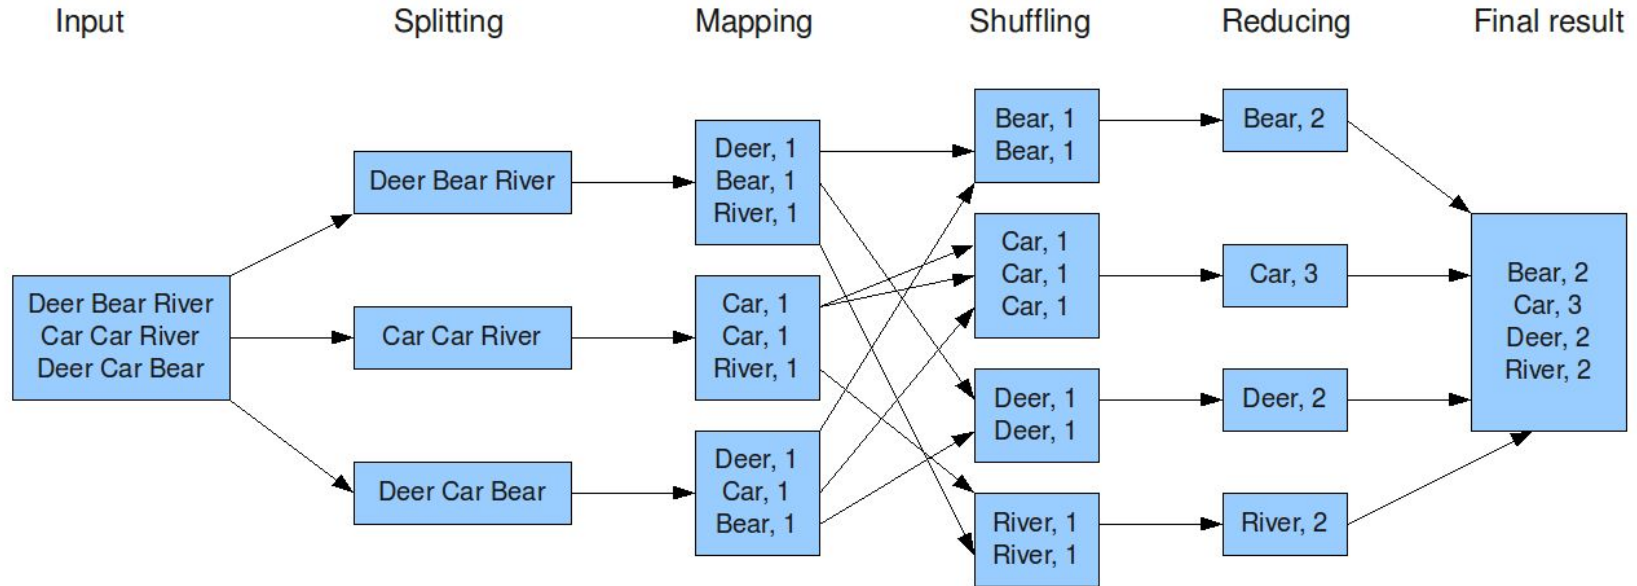 Input
Splitting
Mapping
Shuffling
Reducing
Final result
Deer Bear River
Car Car River
Deer Car Bear
Deer Bear River
Car Car River
Deer Car Bear
Deer, 1
Bear, 1
River, 1
Car, 1
Car, 1
River, 1
Deer, 1
Car, 1
Bear, 1
Bear, 1
Bear, 1
Car, 1
Car, 1
Car, 1
Deer, 1
Deer, 1
River, 1
River, 1
Bear, 2
Car, 3
Deer, 2
River, 2
Bear, 2
Car, 3
Deer, 2
River, 2